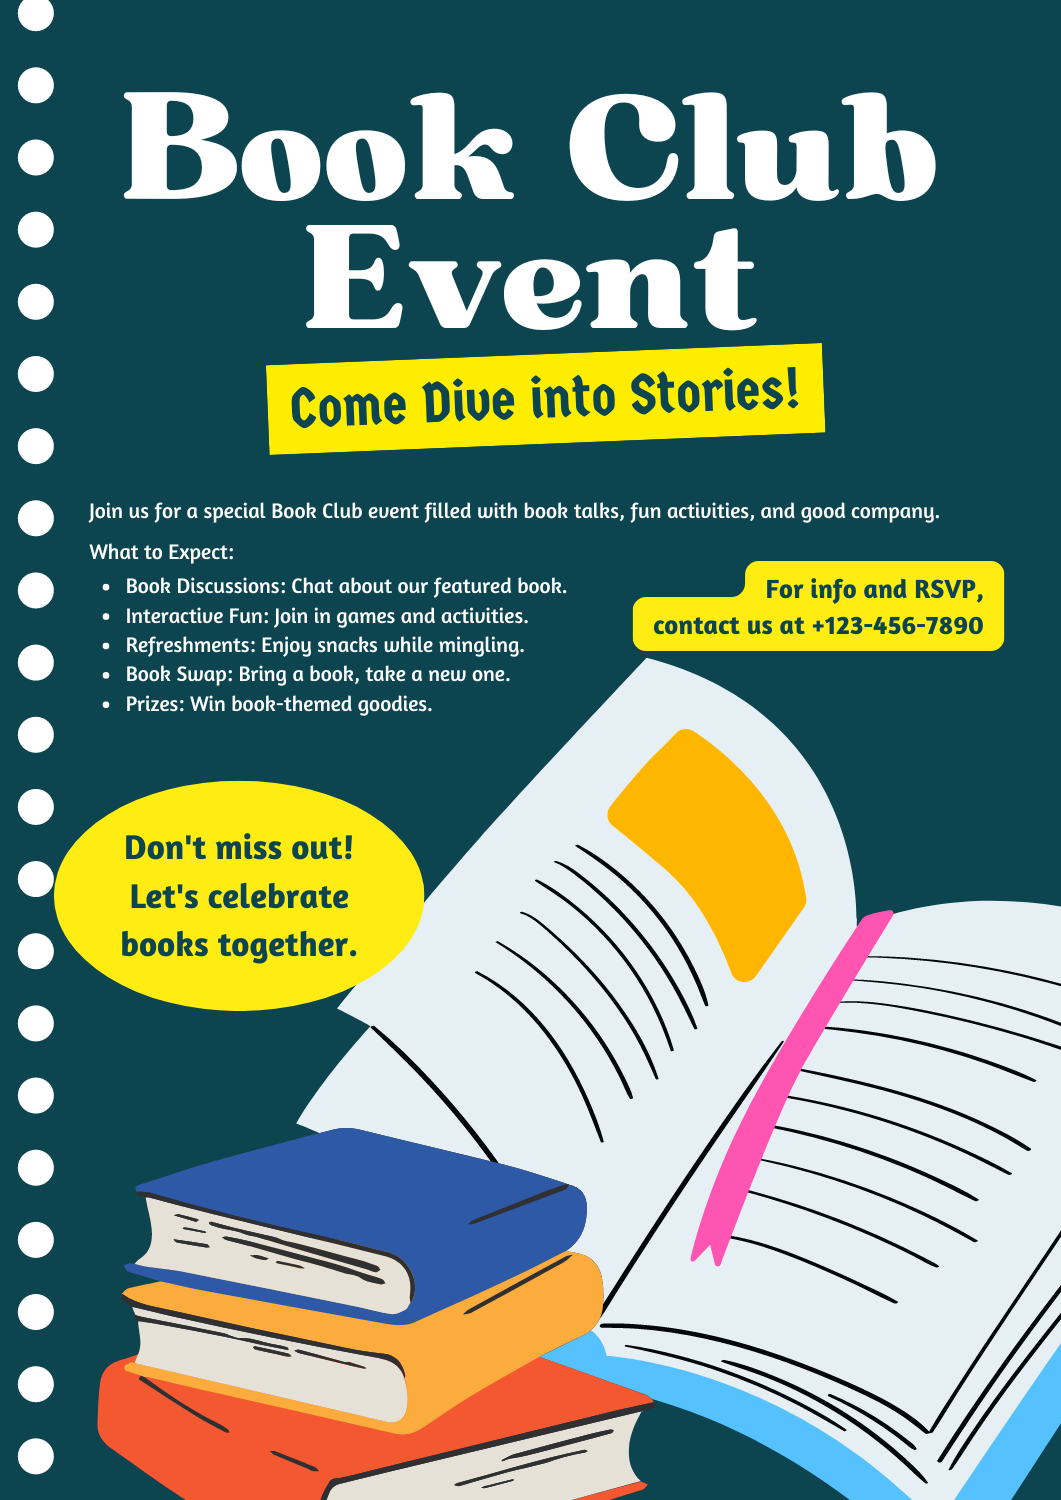 Book Club
Event
Come Dive into Stories!
Join us for a special Book Club event filled with book talks, fun activities, and good company.
What to Expect:
• Book Discussions: Chat about our featured book.
• Interactive Fun: Join in games and activities.
• Refreshments: Enjoy snacks while mingling.
• Book Swap: Bring a book, take a new one.
• Prizes: Win book-themed goodies.
For info and RSVP,
contact us at +123-456-7890
Don't miss out!
Let's celebrate
books together.